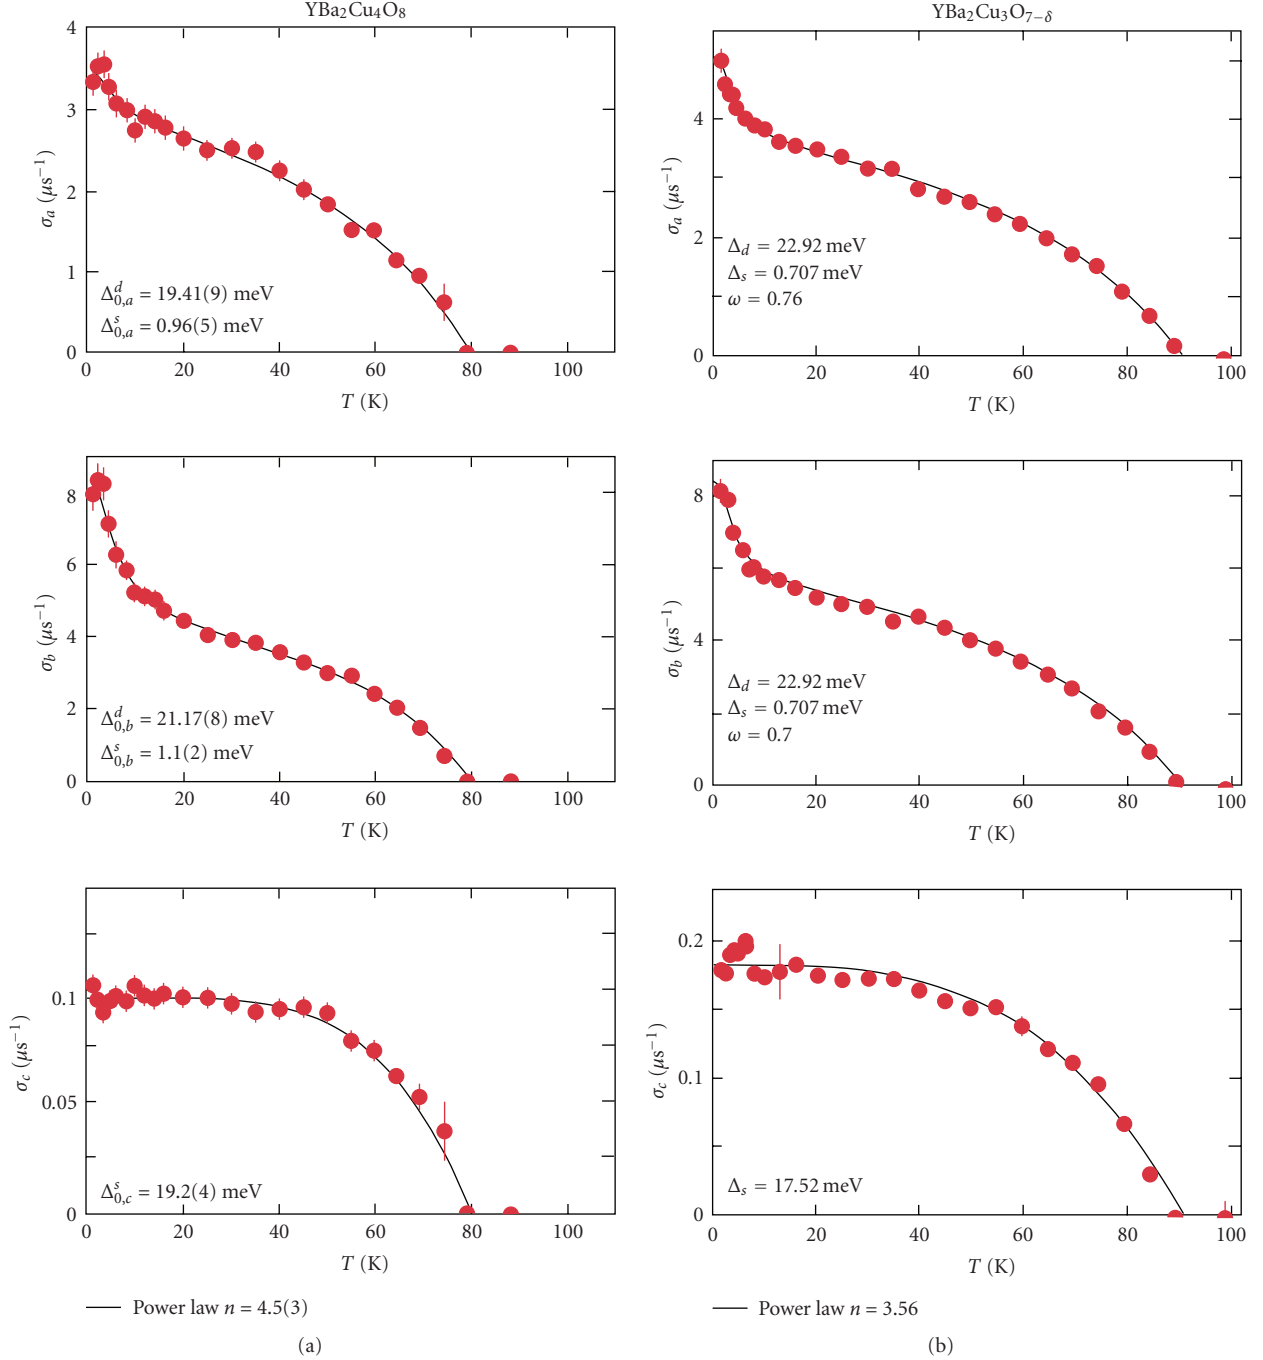 YBa₂Cu₄O₈
4
3
2
1
0
σₐ (μs⁻¹)
Δᵈ₀,ₐ = 19.41(9) meV
Δˢ₀,ₐ = 0.96(5) meV
0 20 40 60 80 100
T (K)
YBa₂Cu₃O₇₋δ
4
2
0
σₐ (μs⁻¹)
Δ_d = 22.92 meV
Δₛ = 0.707 meV
ω = 0.76
0 20 40 60 80 100
T (K)
8
6
4
2
0
σ_b (μs⁻¹)
Δᵈ₀,b = 21.17(8) meV
Δˢ₀,b = 1.1(2) meV
0 20 40 60 80 100
T (K)
8
4
0
σ_b (μs⁻¹)
Δ_d = 22.92 meV
Δₛ = 0.707 meV
ω = 0.7
0 20 40 60 80 100
T (K)
0.1
0.05
0
σ_c (μs⁻¹)
Δˢ₀,c = 19.2(4) meV
0 20 40 60 80 100
T (K)
Power law n = 4.5(3)
(a)
0.2
0.1
0
σ_c (μs⁻¹)
Δₛ = 17.52 meV
0 20 40 60 80 100
T (K)
Power law n = 3.56
(b)